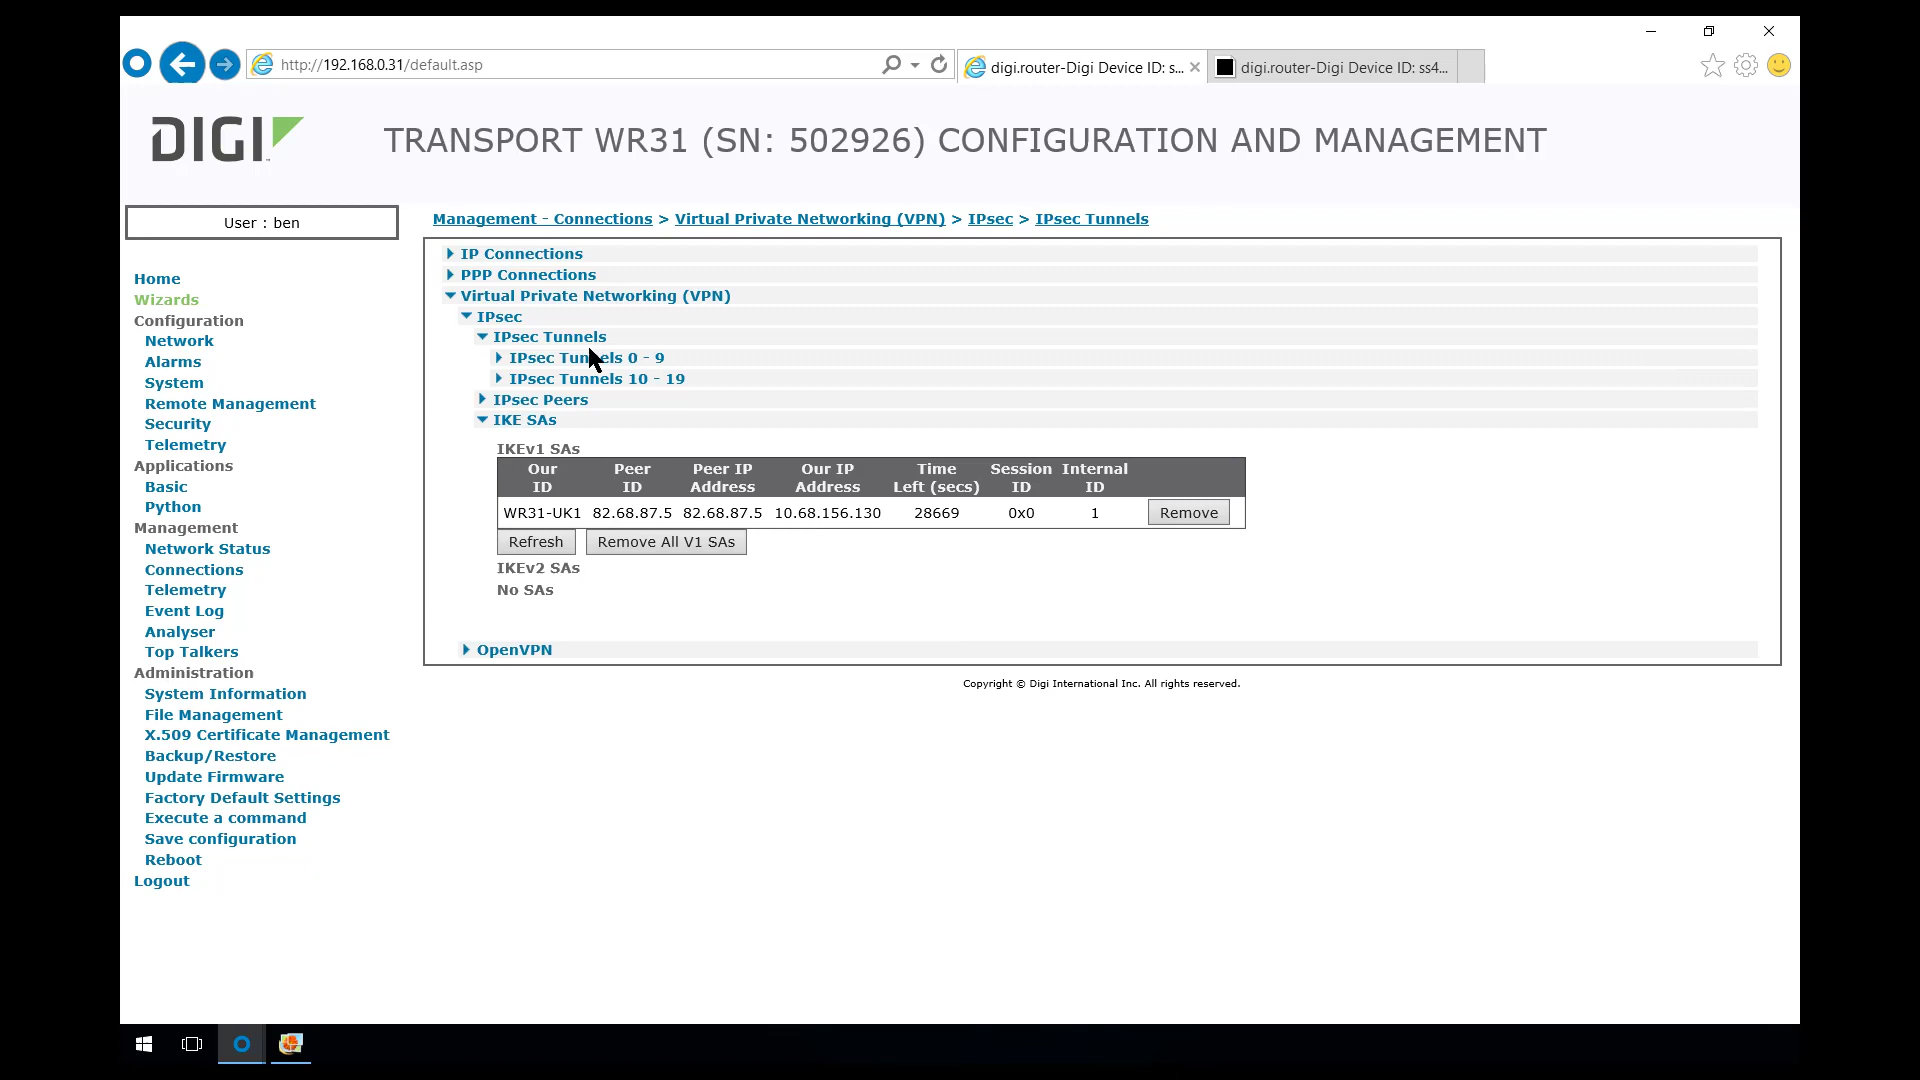 http://192.168.0.31/default.asp
digi.router-Digi Device ID: s...
digi.router-Digi Device ID: ss4...
DIGI
TRANSPORT WR31 (SN: 502926) CONFIGURATION AND MANAGEMENT
User : ben
Home
Wizards
Configuration
Network
Alarms
System
Remote Management
Security
Telemetry
Applications
Basic
Python
Management
Network Status
Connections
Telemetry
Event Log
Analyser
Top Talkers
Administration
System Information
File Management
X.509 Certificate Management
Backup/Restore
Update Firmware
Factory Default Settings
Execute a command
Save configuration
Reboot
Logout
Management - Connections > Virtual Private Networking (VPN) > IPsec > IPsec Tunnels
IP Connections
PPP Connections
Virtual Private Networking (VPN)
IPsec
IPsec Tunnels
IPsec Tunnels 0 - 9
IPsec Tunnels 10 - 19
IPsec Peers
IKE SAs
IKEv1 SAs
Our ID Peer ID Peer IP Address Our IP Address Time Left (secs) Session ID Internal ID
WR31-UK1 82.68.87.5 82.68.87.5 10.68.156.130 28669 0x0 1 Remove
Refresh Remove All V1 SAs
IKEv2 SAs
No SAs
OpenVPN
Copyright © Digi International Inc. All rights reserved.